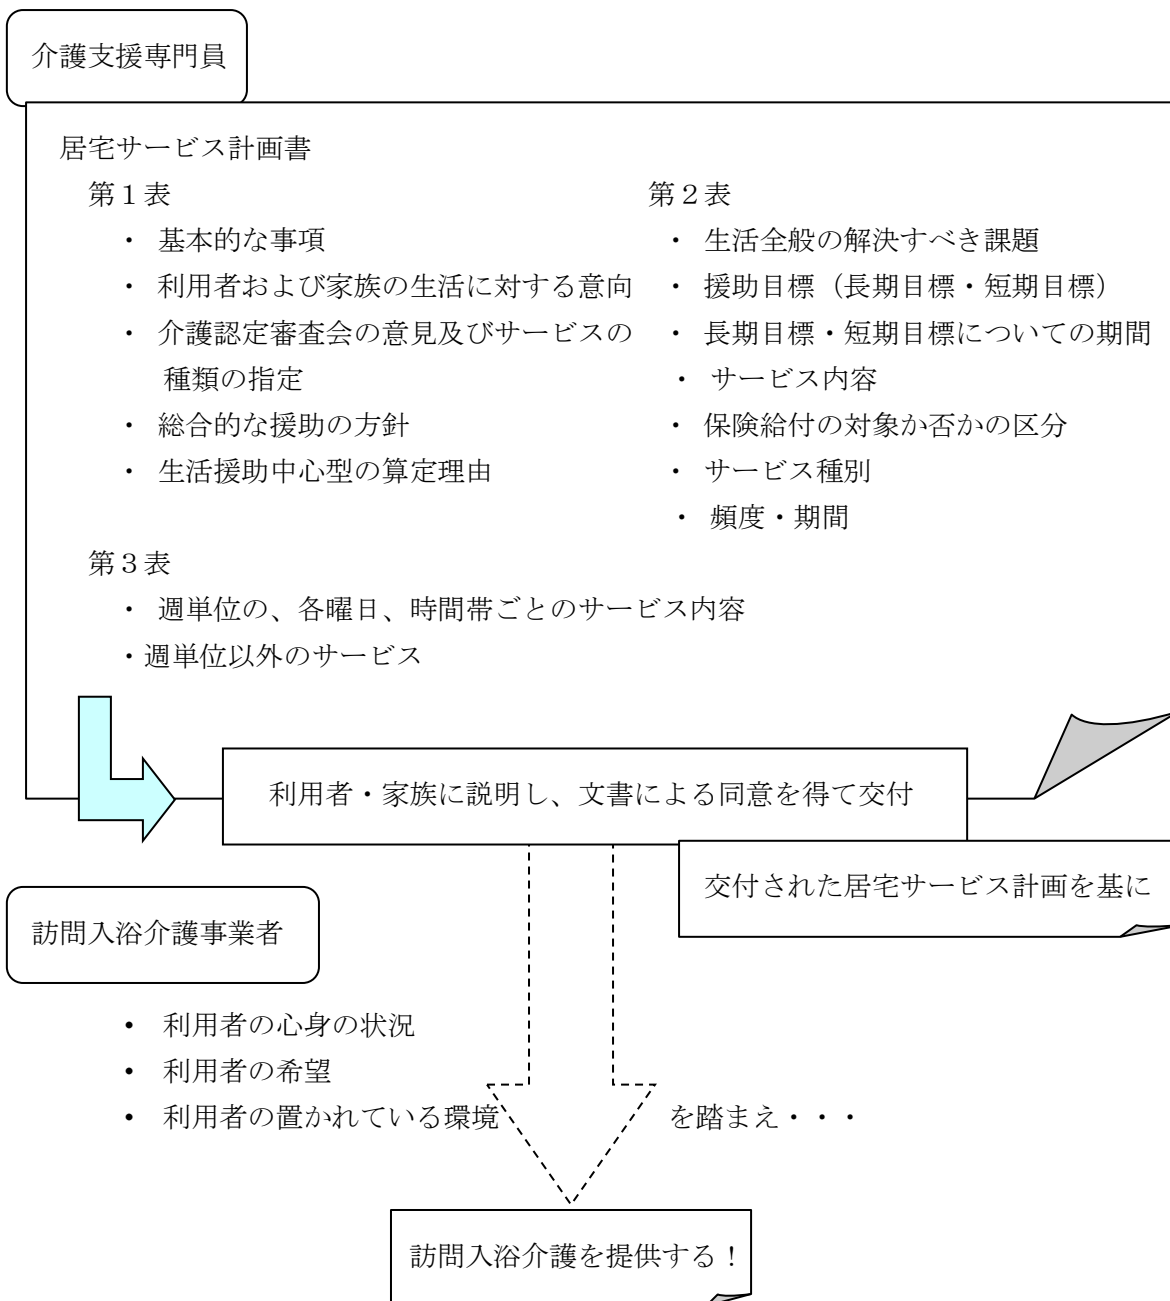 介護支援専門員
居宅サービス計画書
第１表
・ 基本的な事項
・ 利用者および家族の生活に対する意向
・ 介護認定審査会の意見及びサービスの
種類の指定
・ 総合的な援助の方針
・ 生活援助中心型の算定理由
第２表
・ 生活全般の解決すべき課題
・ 援助目標（長期目標・短期目標）
・ 長期目標・短期目標についての期間
・ サービス内容
・ 保険給付の対象か否かの区分
・ サービス種別
・ 頻度・期間
第３表
・ 週単位の、各曜日、時間帯ごとのサービス内容
・週単位以外のサービス
利用者・家族に説明し、文書による同意を得て交付
交付された居宅サービス計画を基に
訪問入浴介護事業者
• 利用者の心身の状況
• 利用者の希望
• 利用者の置かれている環境
を踏まえ・・・
訪問入浴介護を提供する！